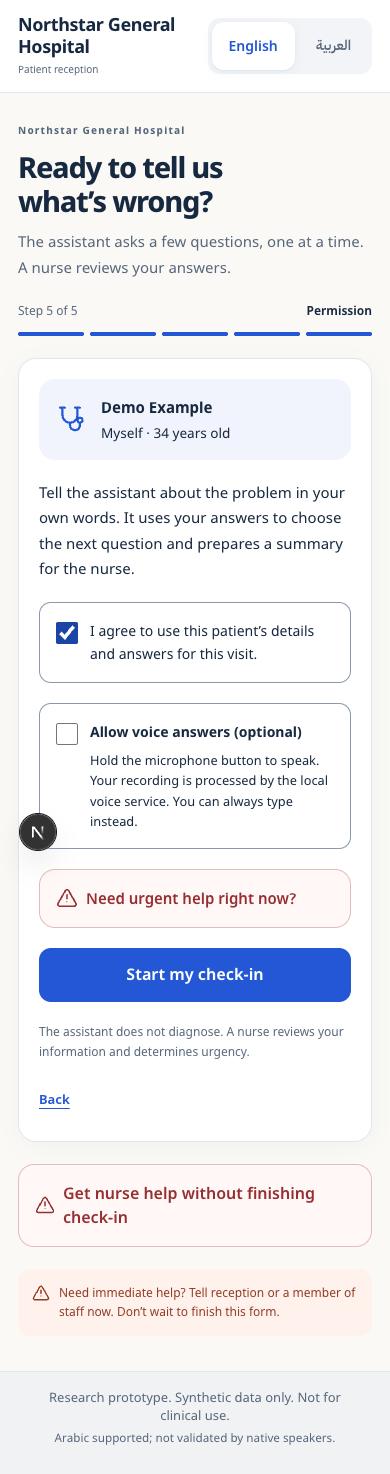 Northstar General
Hospital
Patient reception
English
العربية
Northstar General Hospital
Ready to tell us
what's wrong?
The assistant asks a few questions, one at a time.
A nurse reviews your answers.
Step 5 of 5
Permission
Demo Example
Myself · 34 years old
Tell the assistant about the problem in your
own words. It uses your answers to choose
the next question and prepares a summary
for the nurse.
I agree to use this patient's details
and answers for this visit.
Allow voice answers (optional)
Hold the microphone button to speak.
Your recording is processed by the local
voice service. You can always type
instead.
N
Need urgent help right now?
Start my check-in
The assistant does not diagnose. A nurse reviews your
information and determines urgency.
Back
Get nurse help without finishing
check-in
Need immediate help? Tell reception or a member of
staff now. Don't wait to finish this form.
Research prototype. Synthetic data only. Not for
clinical use.
Arabic supported; not validated by native speakers.